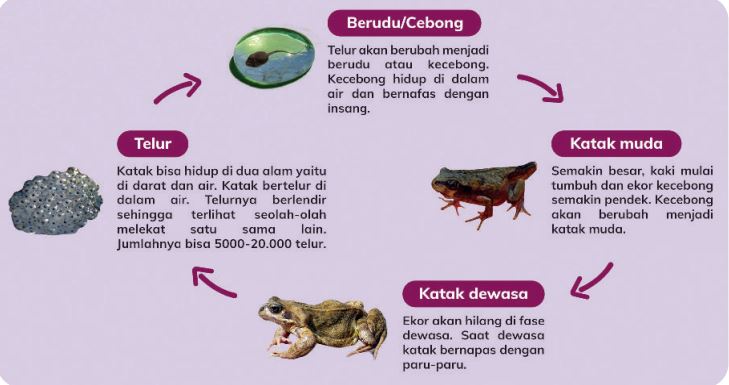 Berudu/Cebong
Telur akan berubah menjadi
berudu atau kecebong.
Kecebong hidup di dalam
air dan bernafas dengan
insang.
Telur
Katak bisa hidup di dua alam yaitu
di darat dan air. Katak bertelur di
dalam air. Telurnya berlendir
sehingga terlihat seolah-olah
melekat satu sama lain.
Jumlahnya bisa 5000-20.000 telur.
Katak muda
Semakin besar, kaki mulai
tumbuh dan ekor kecebong
semakin pendek. Kecebong
akan berubah menjadi
katak muda.
Katak dewasa
Ekor akan hilang di fase
dewasa. Saat dewasa
katak bernapas dengan
paru-paru.